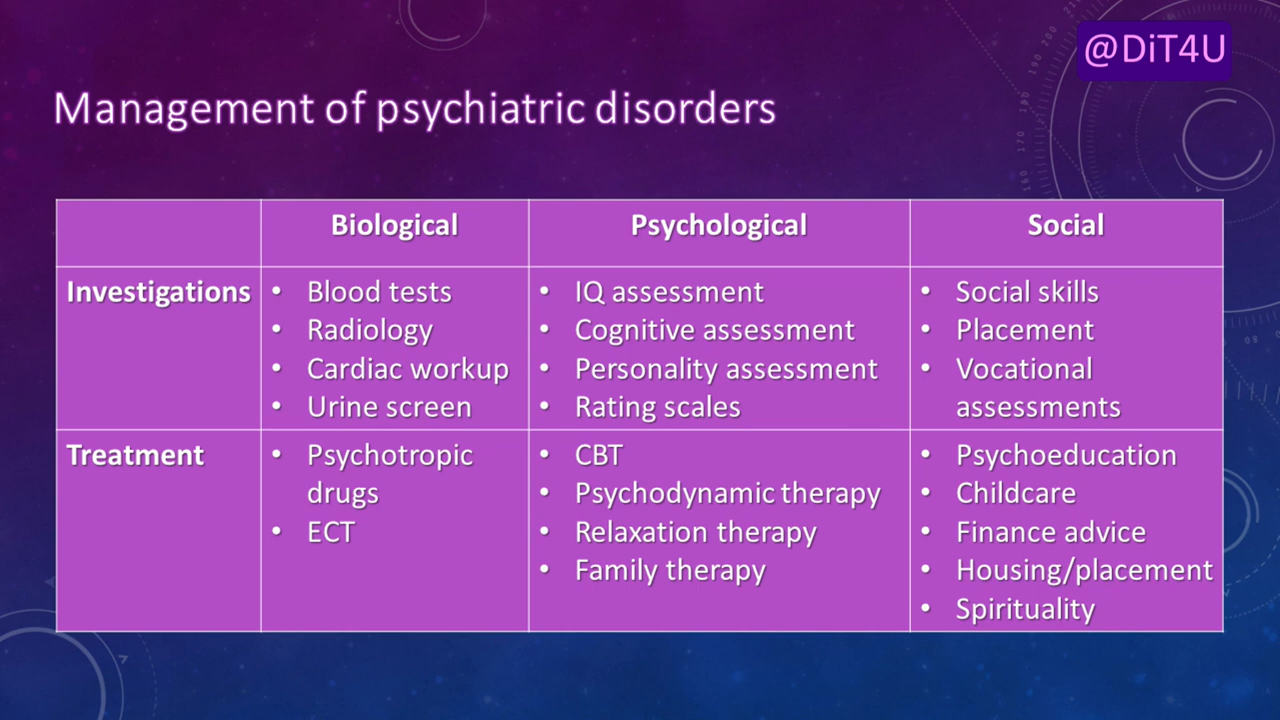 @DiT4U
Management of psychiatric disorders
Biological Psychological Social
Investigations
• Blood tests
• Radiology
• Cardiac workup
• Urine screen
• IQ assessment
• Cognitive assessment
• Personality assessment
• Rating scales
• Social skills
• Placement
• Vocational
assessments
Treatment
• Psychotropic
drugs
• ECT
• CBT
• Psychodynamic therapy
• Relaxation therapy
• Family therapy
• Psychoeducation
• Childcare
• Finance advice
• Housing/placement
• Spirituality